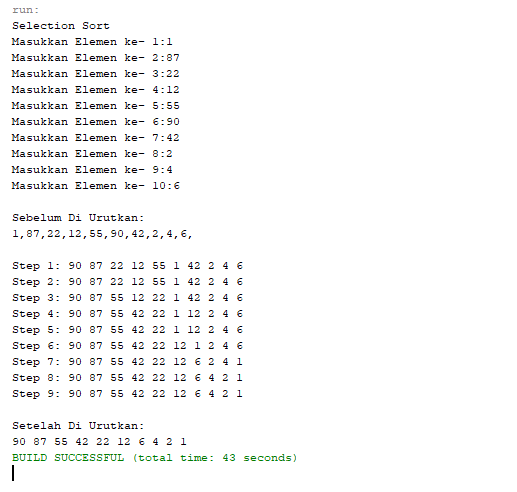 run:
Selection Sort
Masukkan Elemen ke- 1:1
Masukkan Elemen ke- 2:87
Masukkan Elemen ke- 3:22
Masukkan Elemen ke- 4:12
Masukkan Elemen ke- 5:55
Masukkan Elemen ke- 6:90
Masukkan Elemen ke- 7:42
Masukkan Elemen ke- 8:2
Masukkan Elemen ke- 9:4
Masukkan Elemen ke- 10:6
Sebelum Di Urutkan:
1,87,22,12,55,90,42,2,4,6,
Step 1: 90 87 22 12 55 1 42 2 4 6
Step 2: 90 87 22 12 55 1 42 2 4 6
Step 3: 90 87 55 12 22 1 42 2 4 6
Step 4: 90 87 55 42 22 1 12 2 4 6
Step 5: 90 87 55 42 22 1 12 2 4 6
Step 6: 90 87 55 42 22 12 1 2 4 6
Step 7: 90 87 55 42 22 12 6 2 4 1
Step 8: 90 87 55 42 22 12 6 4 2 1
Step 9: 90 87 55 42 22 12 6 4 2 1
Setelah Di Urutkan:
90 87 55 42 22 12 6 4 2 1
BUILD SUCCESSFUL (total time: 43 seconds)